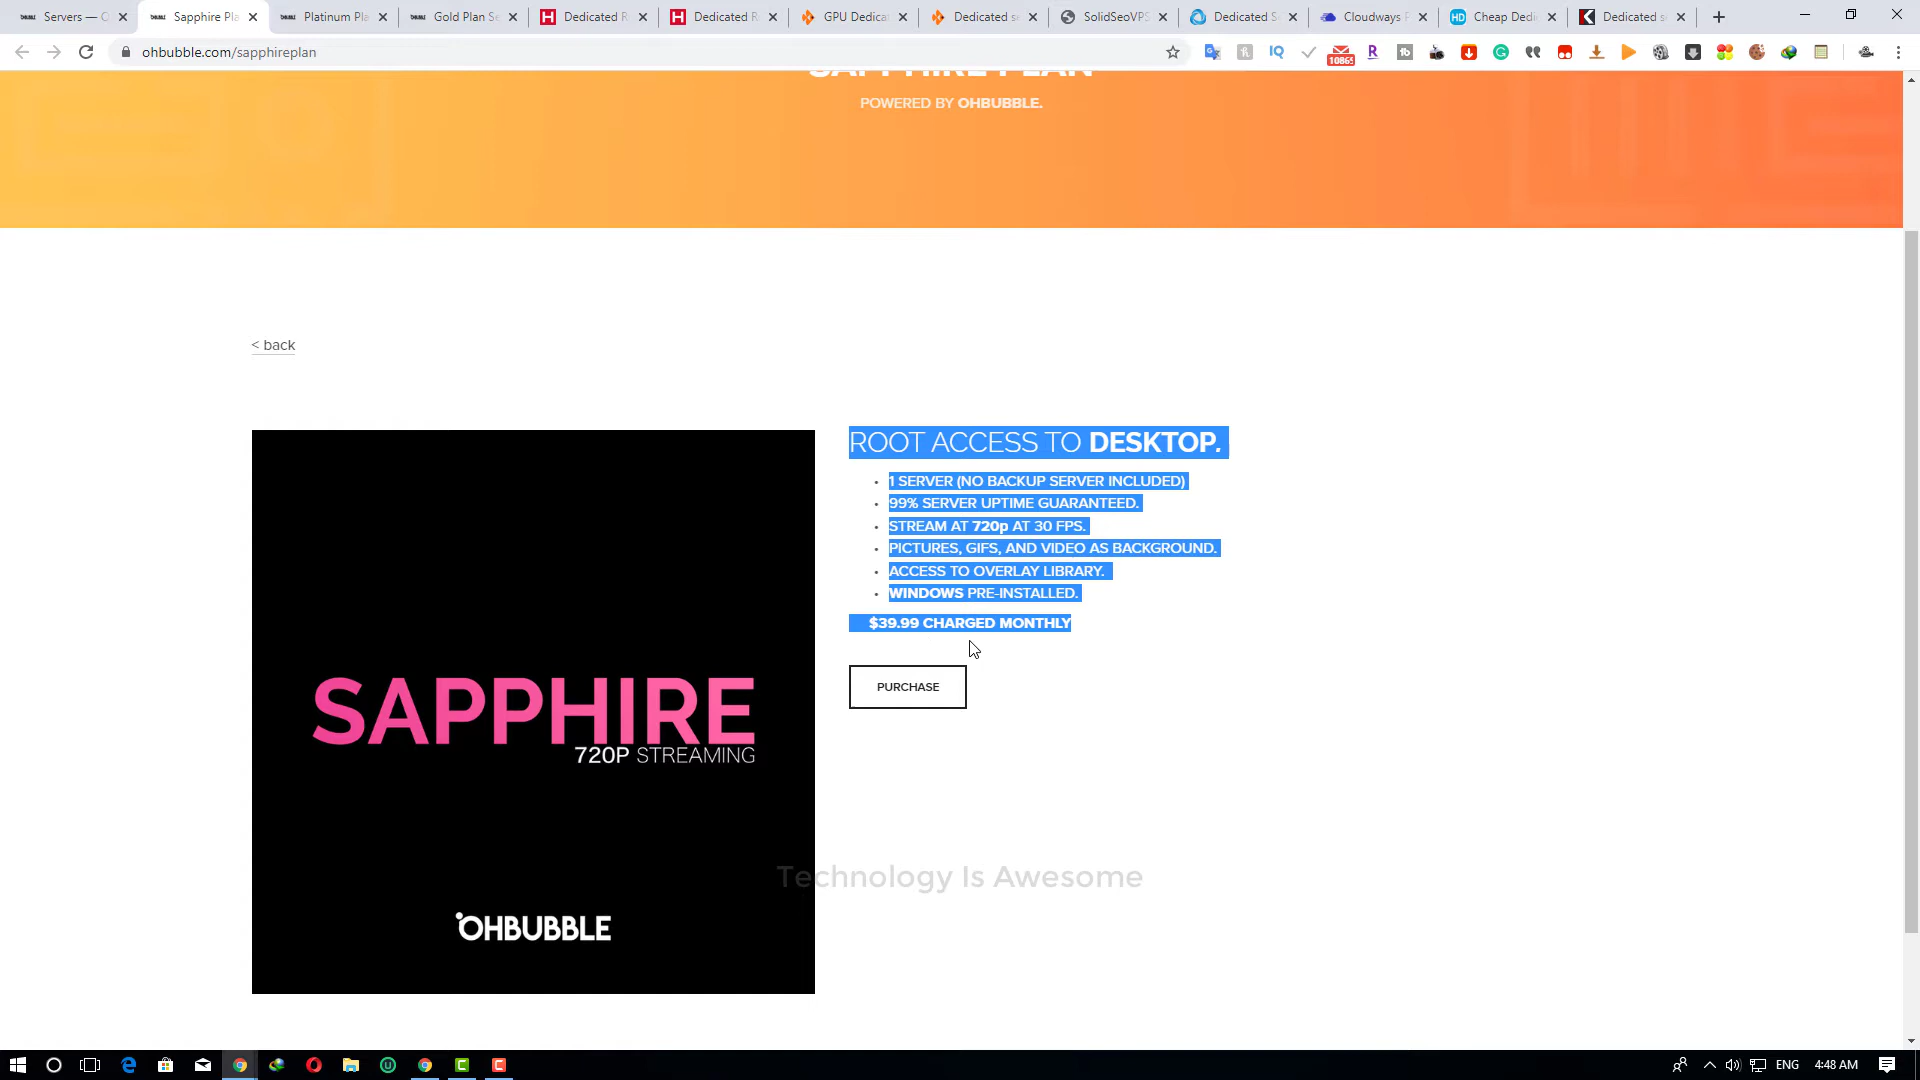 Servers — O
Sapphire Pla
Platinum Pla
Gold Plan Se
Dedicated R
Dedicated R
GPU Dedica
Dedicated s
SolidSeoVPS
Dedicated S
Cloudways P
Cheap Dedi
Dedicated s
ohbubble.com/sapphireplan
SAPPHIRE PLAN
POWERED BY OHBUBBLE.
< back
ROOT ACCESS TO DESKTOP.
• 1 SERVER (NO BACKUP SERVER INCLUDED)
• 99% SERVER UPTIME GUARANTEED.
• STREAM AT 720p AT 30 FPS.
• PICTURES, GIFS, AND VIDEO AS BACKGROUND.
• ACCESS TO OVERLAY LIBRARY.
• WINDOWS PRE-INSTALLED.
$39.99 CHARGED MONTHLY
PURCHASE
SAPPHIRE
720P STREAMING
OHBUBBLE
Technology Is Awesome
ENG
4:48 AM